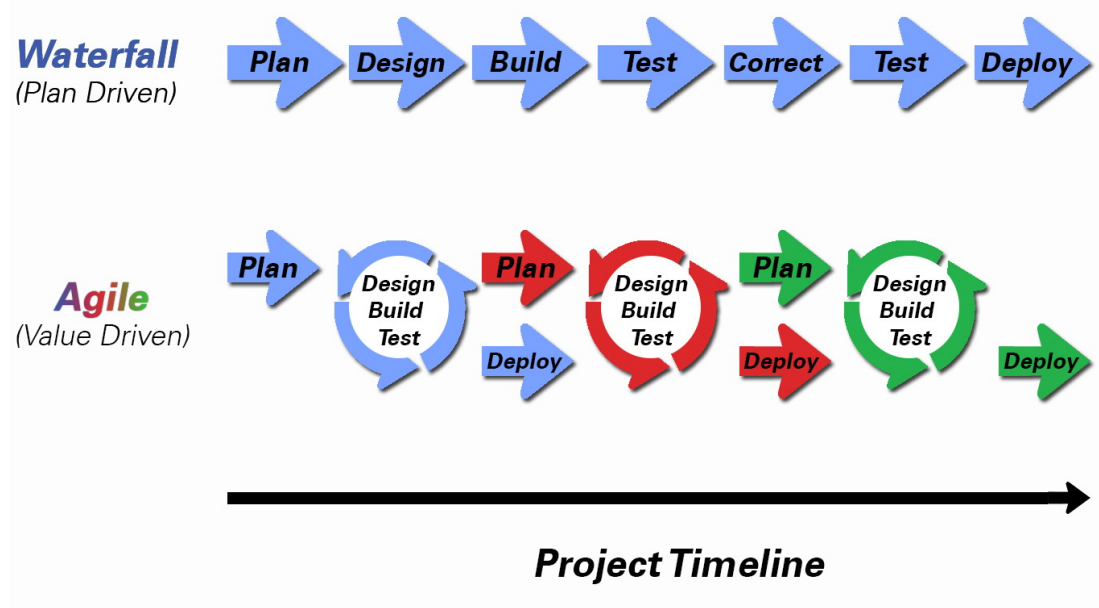 Waterfall
(Plan Driven)
Plan
Design
Build
Test
Correct
Test
Deploy
Agile
(Value Driven)
Plan
Design
Build
Test
Plan
Deploy
Design
Build
Test
Plan
Deploy
Design
Build
Test
Deploy
Project Timeline